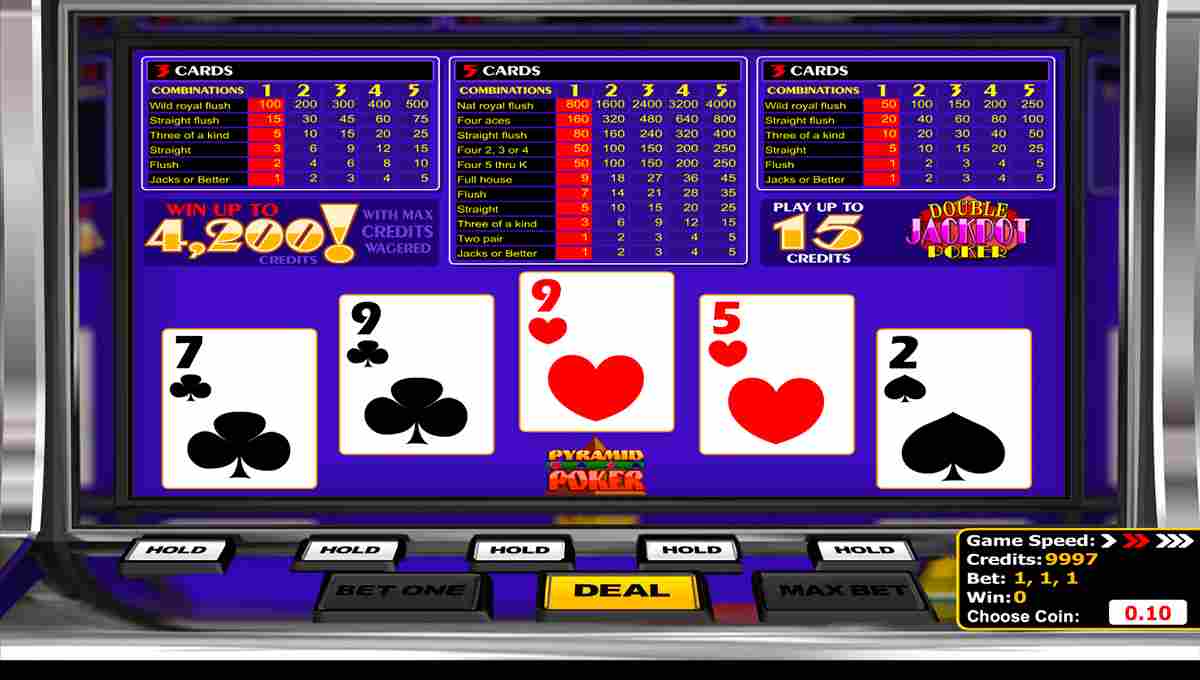 3 CARDS
COMBINATIONS 1 2 3 4 5
Wild royal flush 100 200 300 400 500
Straight flush 15 30 45 60 75
Three of a kind 5 10 15 20 25
Straight 3 6 9 12 15
Flush 2 4 6 8 10
Jacks or Better 1 2 3 4 5
WIN UP TO
4,200!
CREDITS
WITH MAX
CREDITS
WAGERED
5 CARDS
COMBINATIONS 1 2 3 4 5
Nat royal flush 800 1600 2400 3200 4000
Four aces 160 320 480 640 800
Straight flush 80 160 240 320 400
Four 2, 3 or 4 50 100 150 200 250
Four 5 thru K 50 100 150 200 250
Full house 9 18 27 36 45
Flush 7 14 21 28 35
Straight 5 10 15 20 25
Three of a kind 3 6 9 12 15
Two pair 1 2 3 4 5
Jacks or Better 1 2 3 4 5
3 CARDS
COMBINATIONS 1 2 3 4 5
Wild royal flush 50 100 150 200 250
Straight flush 20 40 60 80 100
Three of a kind 10 20 30 40 50
Straight 5 10 15 20 25
Flush 1 2 3 4 5
Jacks or Better 1 2 3 4 5
PLAY UP TO
15
CREDITS
DOUBLE
JACKPOT
POKER
7
9
9
5
2
PYRAMID
POKER
HOLD HOLD HOLD HOLD HOLD
BET ONE DEAL MAX BET
Game Speed:
Credits: 9997
Bet: 1, 1, 1
Win: 0
Choose Coin: 0.10